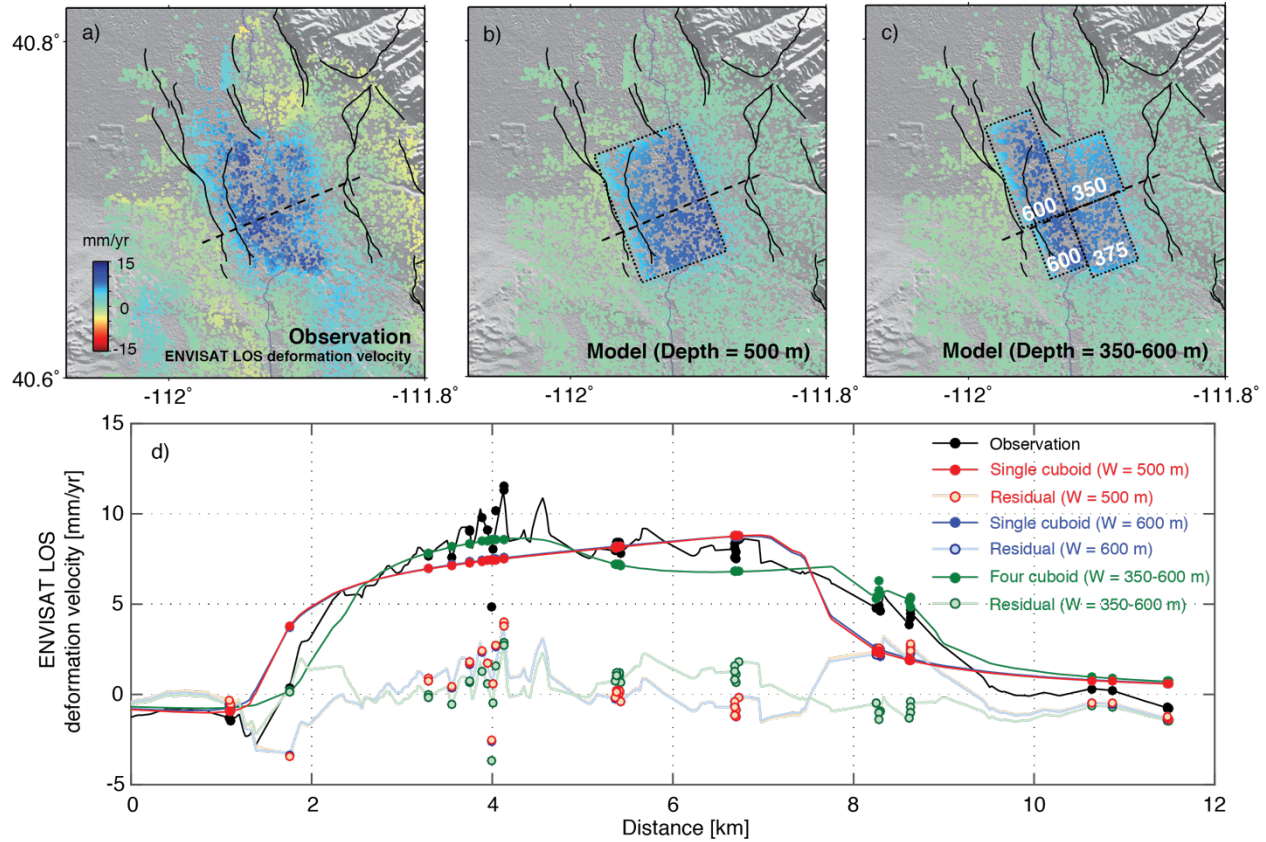 a)
b)
c)
40.8°
40.6°
mm/yr
15
0
-15
Observation
ENVISAT LOS deformation velocity
Model (Depth = 500 m)
350
600
600
375
Model (Depth = 350-600 m)
-112°
-111.8°
-112°
-111.8°
-112°
-111.8°
d)
ENVISAT LOS
deformation velocity [mm/yr]
15
10
5
0
-5
Observation
Single cuboid (W = 500 m)
Residual (W = 500 m)
Single cuboid (W = 600 m)
Residual (W = 600 m)
Four cuboid (W = 350-600 m)
Residual (W = 350-600 m)
0
2
4
6
8
10
12
Distance [km]